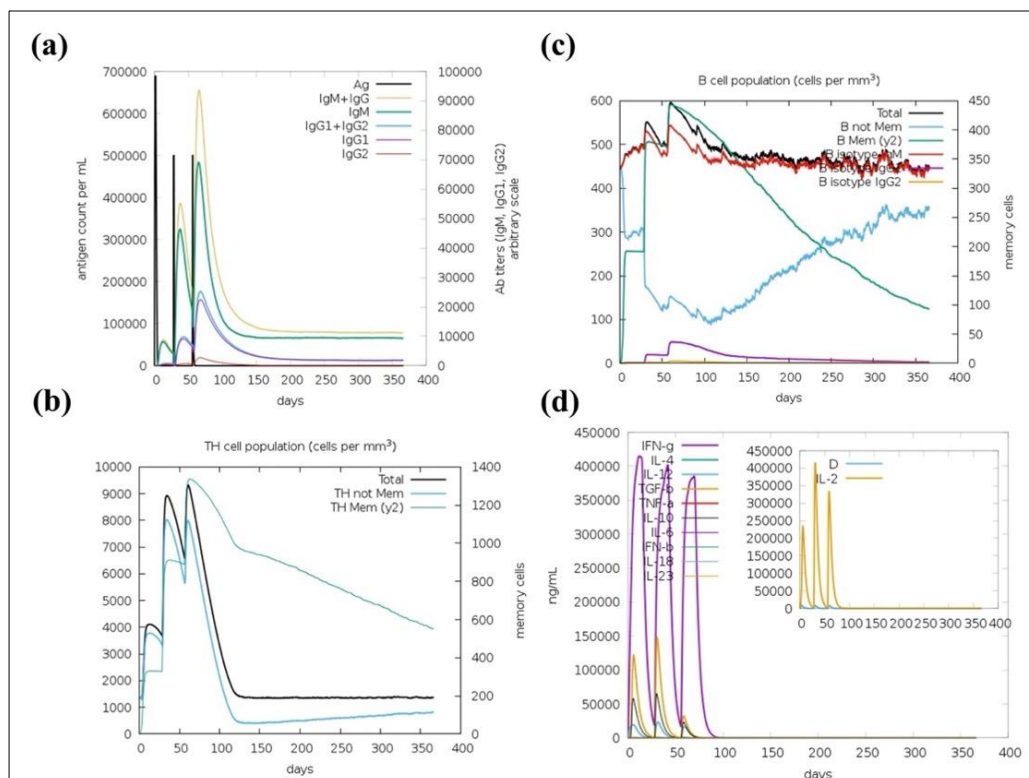 (a)
700000
600000
500000
400000
300000
200000
100000
0
antigen count per mL
100000
90000
80000
70000
60000
50000
40000
30000
20000
10000
0
Ab titers (IgM, IgG1, IgG2)
arbitrary scale
Ag
IgM+IgG
IgM
IgG1+IgG2
IgG1
IgG2
0 50 100 150 200 250 300 350 400
days
(c)
B cell population (cells per mm³)
600
500
400
300
200
100
0
450
400
350
300
250
200
150
100
50
0
memory cells
Total
B not Mem
B Mem (y2)
B isotype IgM
B isotype IgG1
B isotype IgG2
0 50 100 150 200 250 300 350 400
days
(b)
TH cell population (cells per mm³)
10000
9000
8000
7000
6000
5000
4000
3000
2000
1000
0
1400
1200
1000
800
600
400
200
0
memory cells
Total
TH not Mem
TH Mem (y2)
0 50 100 150 200 250 300 350 400
days
(d)
450000
400000
350000
300000
250000
200000
150000
100000
50000
0
ng/mL
IFN-g
IL-4
IL-12
TGF-b
TNF-a
IL-10
IL-6
IFN-b
IL-18
IL-23
0 50 100 150 200 250 300 350 400
days
450000
400000
350000
300000
250000
200000
150000
100000
50000
0
D
IL-2
0 50 100 150 200 250 300 350 400